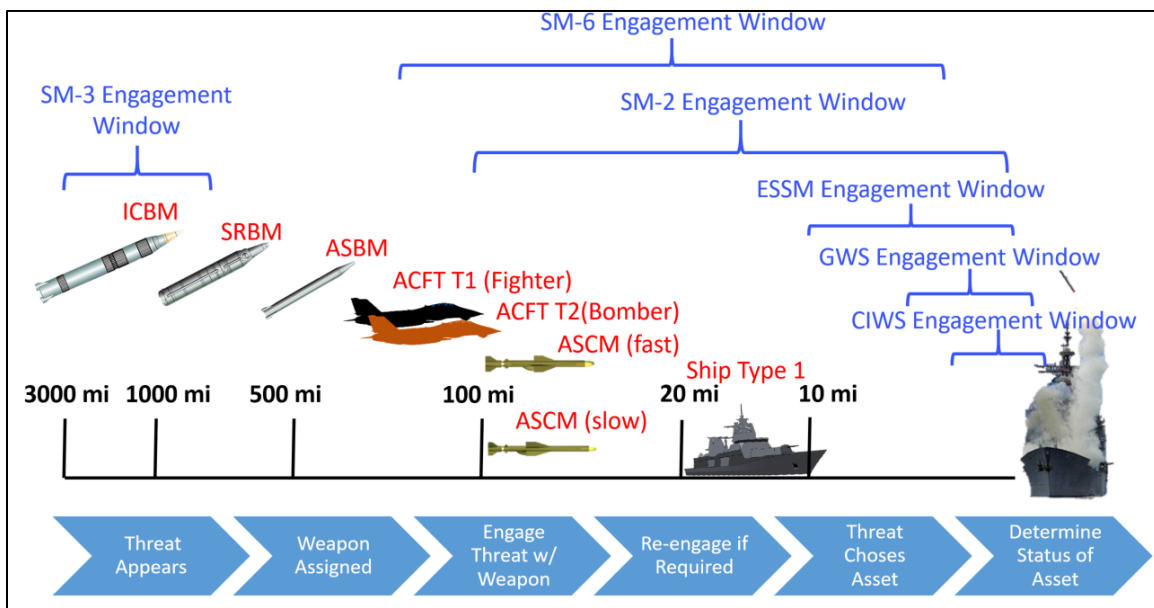 SM-6 Engagement Window
SM-3 Engagement
Window
SM-2 Engagement Window
ESSM Engagement Window
ICBM
SRBM
ASBM
GWS Engagement Window
ACFT T1 (Fighter)
ACFT T2(Bomber)
CIWS Engagement Window
ASCM (fast)
Ship Type 1
3000 mi
1000 mi
500 mi
100 mi
20 mi
10 mi
ASCM (slow)
Threat
Appears
Weapon
Assigned
Engage
Threat w/
Weapon
Re-engage if
Required
Threat
Choses
Asset
Determine
Status of
Asset